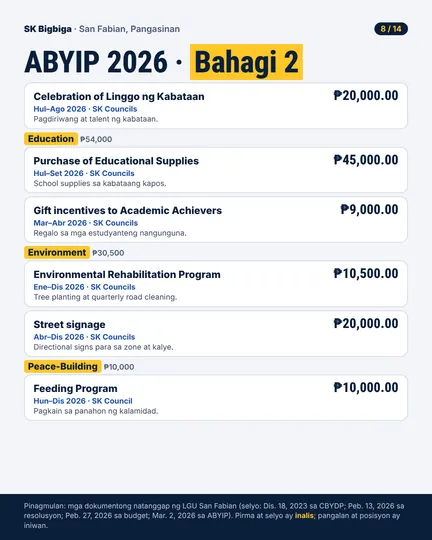 SK Bigbiga · San Fabian, Pangasinan
8 / 14
ABYIP 2026 · Bahagi 2
Celebration of Linggo ng Kabataan ₱20,000.00
Hul–Ago 2026 · SK Councils
Pagdiriwang at talent ng kabataan.
Education ₱54,000
Purchase of Educational Supplies ₱45,000.00
Hul–Set 2026 · SK Councils
School supplies sa kabataang kapos.
Gift incentives to Academic Achievers ₱9,000.00
Mar–Abr 2026 · SK Councils
Regalo sa mga estudyanteng nangunguna.
Environment ₱30,500
Environmental Rehabilitation Program ₱10,500.00
Ene–Dis 2026 · SK Councils
Tree planting at quarterly road cleaning.
Street signage ₱20,000.00
Abr–Dis 2026 · SK Councils
Directional signs para sa zone at kalye.
Peace-Building ₱10,000
Feeding Program ₱10,000.00
Hun–Dis 2026 · SK Council
Pagkain sa panahon ng kalamidad.
Pinagmulan: mga dokumentong natanggap ng LGU San Fabian (selyo: Dis. 18, 2023 sa CBYDP; Peb. 13, 2026 sa
resolusyon; Peb. 27, 2026 sa budget; Mar. 2, 2026 sa ABYIP). Pirma at selyo ay inalis; pangalan at posisyon ay
iniwan.